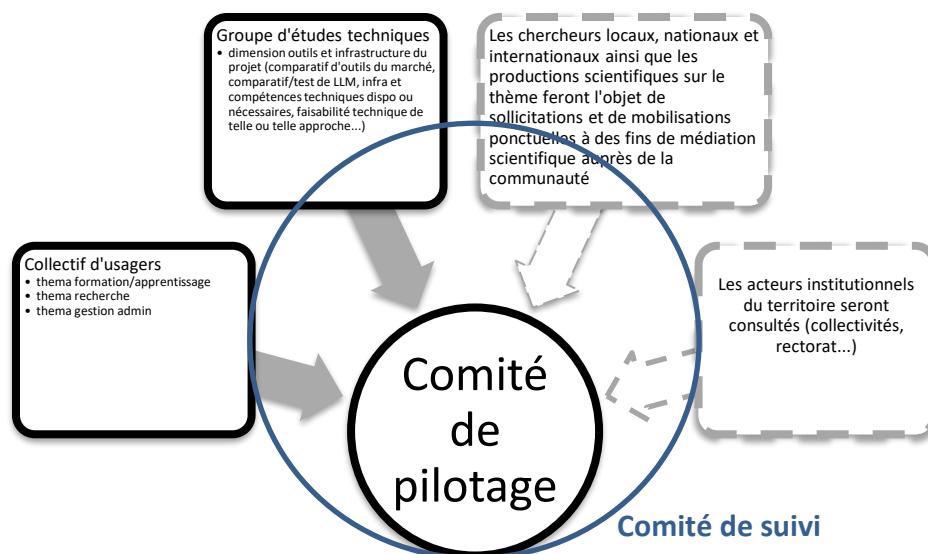 Groupe d'études techniques
• dimension outils et infrastructure du
projet (comparatif d'outils du marché,
comparatif/test de LLM, infra et
compétences techniques dispo ou
nécessaires, faisabilité technique de
telle ou telle approche...)
Les chercheurs locaux, nationaux et
internationaux ainsi que les
productions scientifiques sur le
thème feront l'objet de
sollicitations et de mobilisations
ponctuelles à des fins de médiation
scientifique auprès de la
communauté
Collectif d'usagers
• thema formation/apprentissage
• thema recherche
• thema gestion admin
Les acteurs institutionnels
du territoire seront
consultés (collectivités,
rectorat...)
Comité
de
pilotage
Comité de suivi